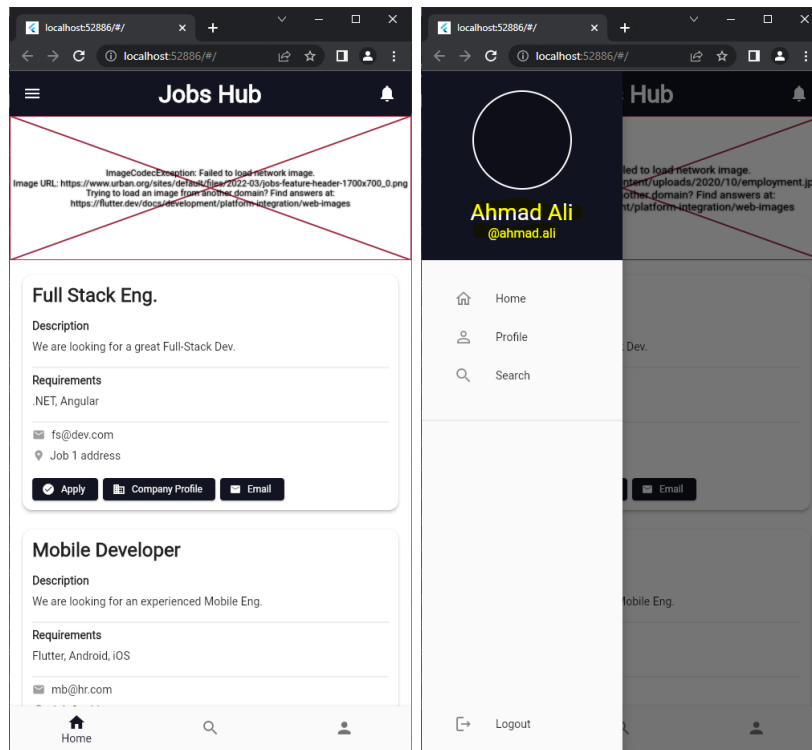 localhost:52886/#/
localhost:52886/#/
Jobs Hub
ImageCodecException: Failed to load network image.
Image URL: https://www.urban.org/sites/default/files/2022-03/jobs-feature-header-1700x700_0.png
Trying to load an image from another domain? Find answers at:
https://flutter.dev/docs/development/platform-integration/web-images
Full Stack Eng.
Description
We are looking for a great Full-Stack Dev.
Requirements
.NET, Angular
fs@dev.com
Job 1 address
Apply
Company Profile
Email
Mobile Developer
Description
We are looking for an experienced Mobile Eng.
Requirements
Flutter, Android, iOS
mb@hr.com
Home
localhost:52886/#/
localhost:52886/#/
Hub
led to load network image.
ntent/uploads/2020/10/employment.jp
other domain? Find answers at:
nt/platform-integration/web-images
Ahmad Ali
@ahmad.ali
Home
Profile
Search
Dev.
Email
Mobile Eng.
Logout